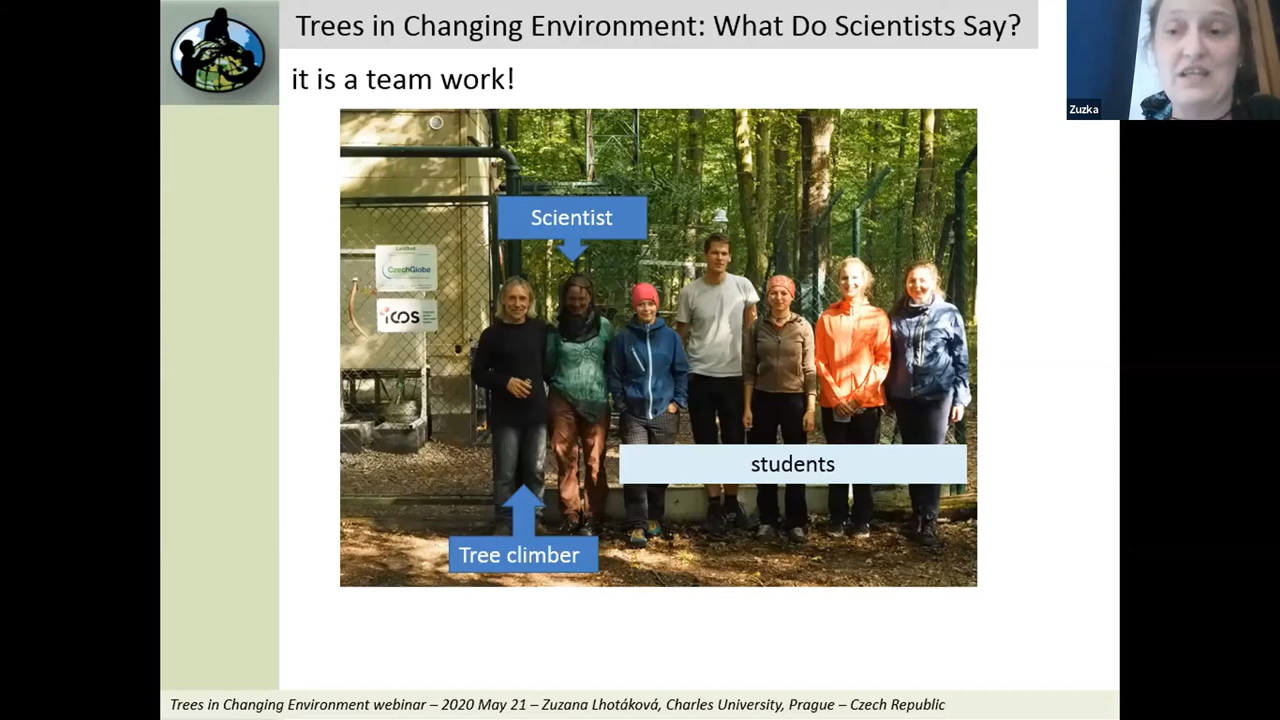 Trees in Changing Environment: What Do Scientists Say?
it is a team work!
Zuzka
Scientist
CzechGlobe
iCOS
students
Tree climber
Trees in Changing Environment webinar – 2020 May 21 – Zuzana Lhotáková, Charles University, Prague – Czech Republic